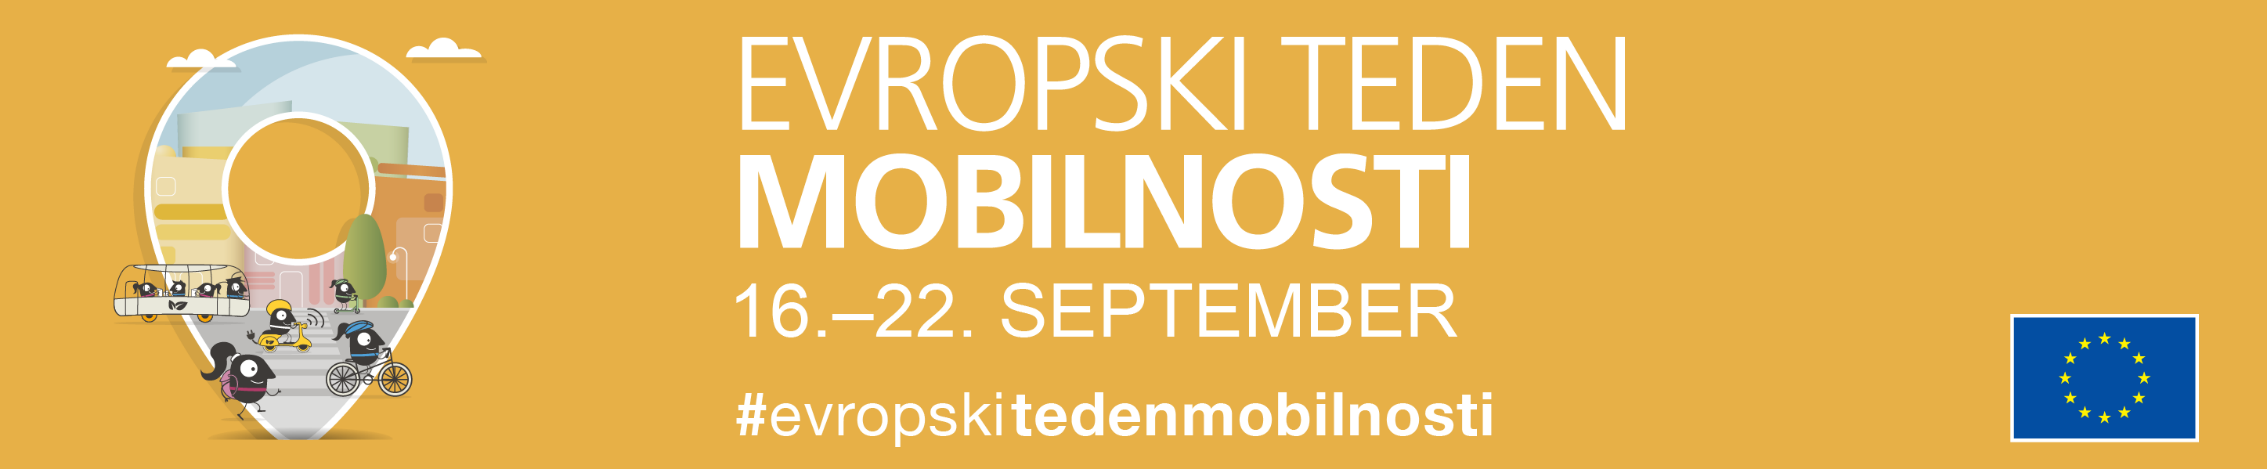 EVROPSKI TEDEN
MOBILNOSTI
16.–22. SEPTEMBER
#evropskitedenmobilnosti